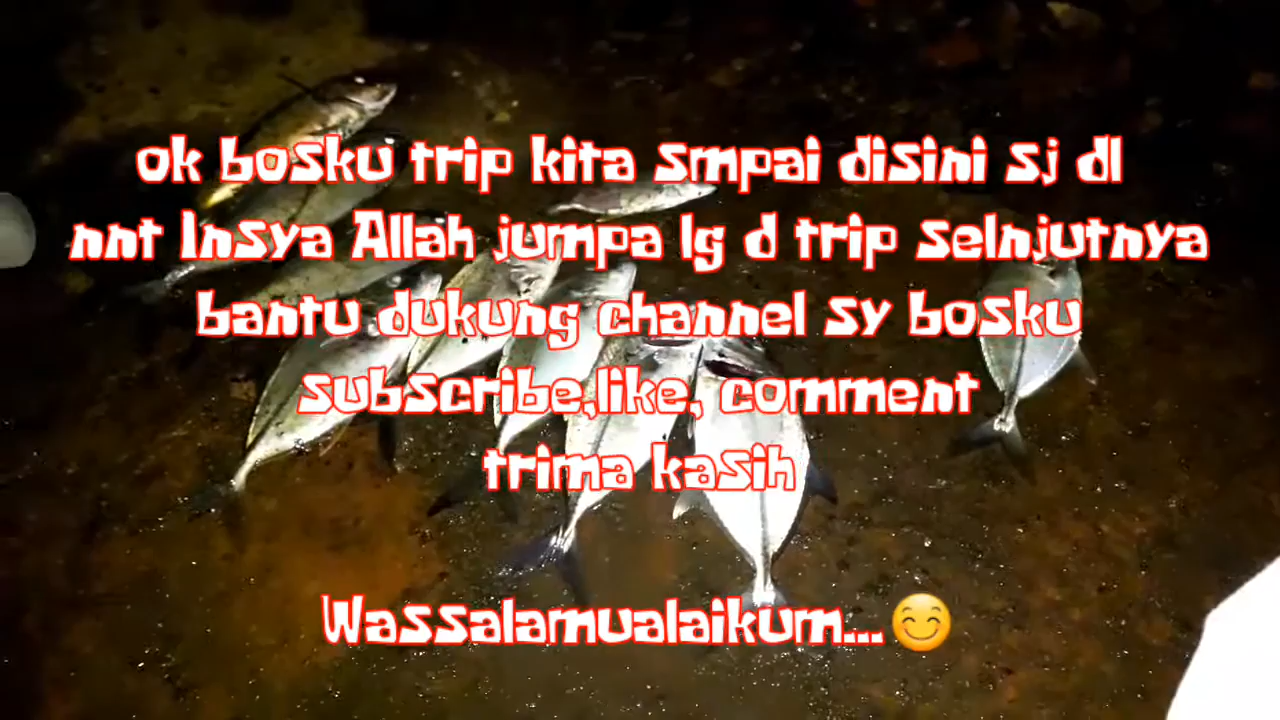 ok bosku trip kita smpai disini sj dl
nnt Insya Allah jumpa lg d trip selnjutnya
bantu dukung channel sy bosku
subscribe,like, comment
trima kasih
Wassalamualaikum...😊